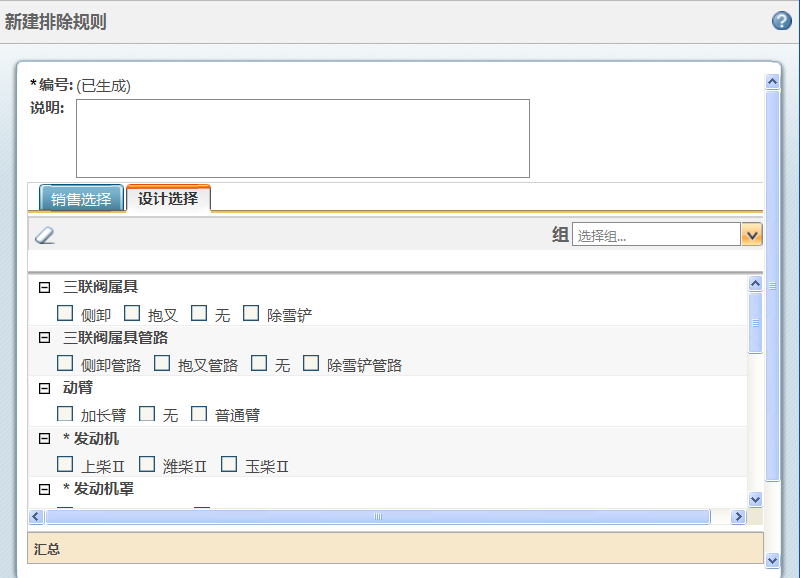 新建排除规则
*编号: (已生成)
说明:
销售选择 设计选择
组 选择组...
三联阀属具
侧卸 抱叉 无 除雪铲
三联阀属具管路
侧卸管路 抱叉管路 无 除雪铲管路
动臂
加长臂 无 普通臂
* 发动机
上柴Ⅱ 潍柴Ⅱ 玉柴Ⅱ
* 发动机罩
汇总